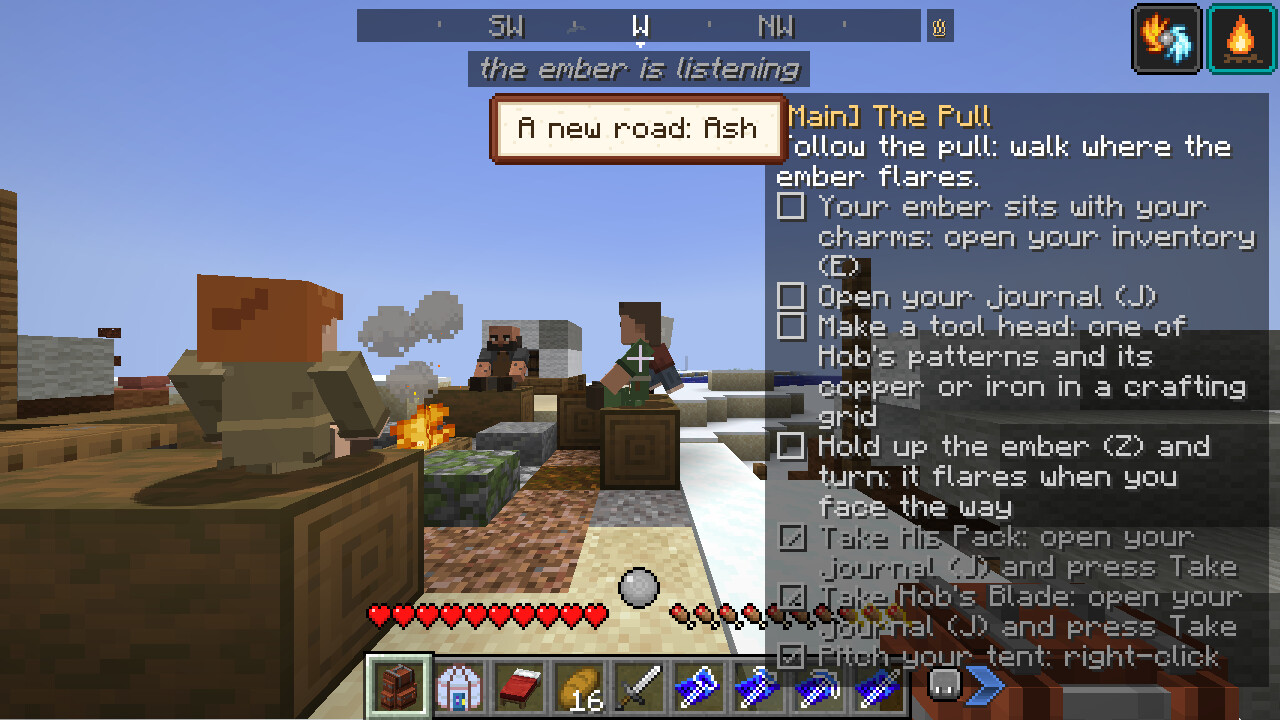 SW W NW
the ember is listening
A new road: Ash
Main] The Pull
ollow the pull: walk where the
ember flares.
Your ember sits with your
charms: open your inventory
(E)
Open your journal (J)
Make a tool head: one of
Hob's patterns and its
copper or iron in a crafting
grid
Hold up the ember (Z) and
turn: it flares when you
face the way
Take His Pack: open your
journal (J) and press Take
Take Hob's Blade: open your
journal (J) and press Take
Pitch your tent: right-click
16